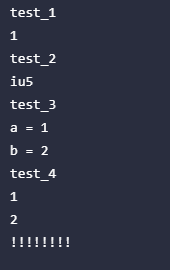 test_1
1
test_2
iu5
test_3
a = 1
b = 2
test_4
1
2
!!!!!!!!